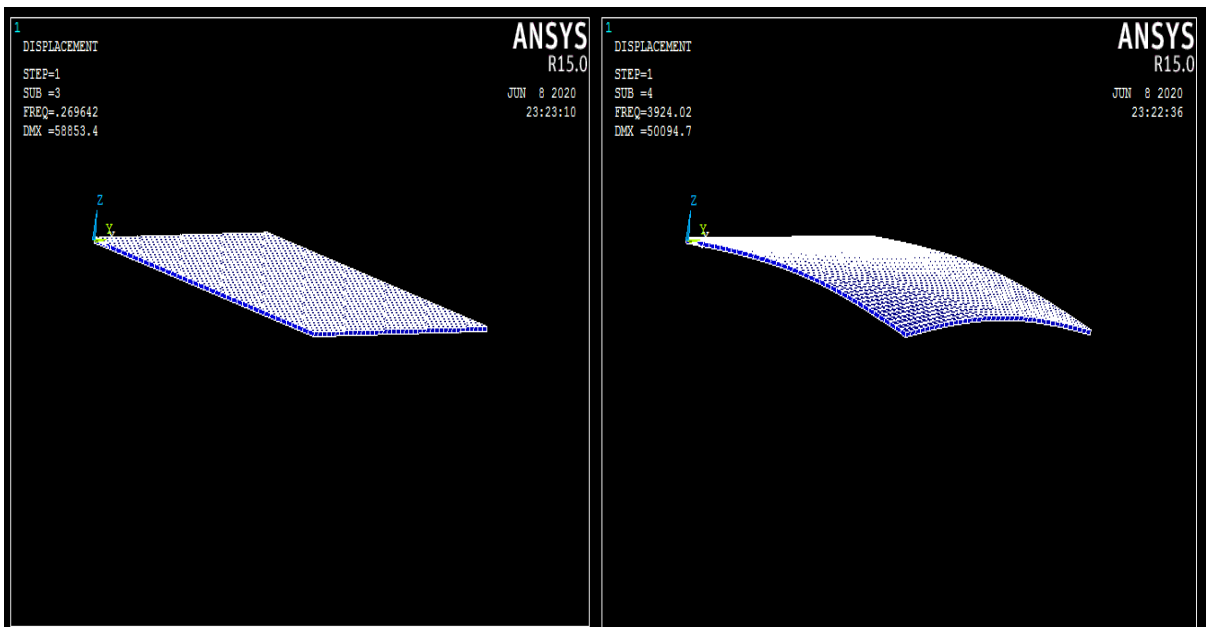 1
ANSYS
R15.0
DISPLACEMENT
STEP=1
SUB =3
FREQ=.269642
DMX =58853.4
JUN 8 2020
23:23:10
Z
Y
1
ANSYS
R15.0
DISPLACEMENT
STEP=1
SUB =4
FREQ=3924.02
DMX =50094.7
JUN 8 2020
23:22:36
Z
Y